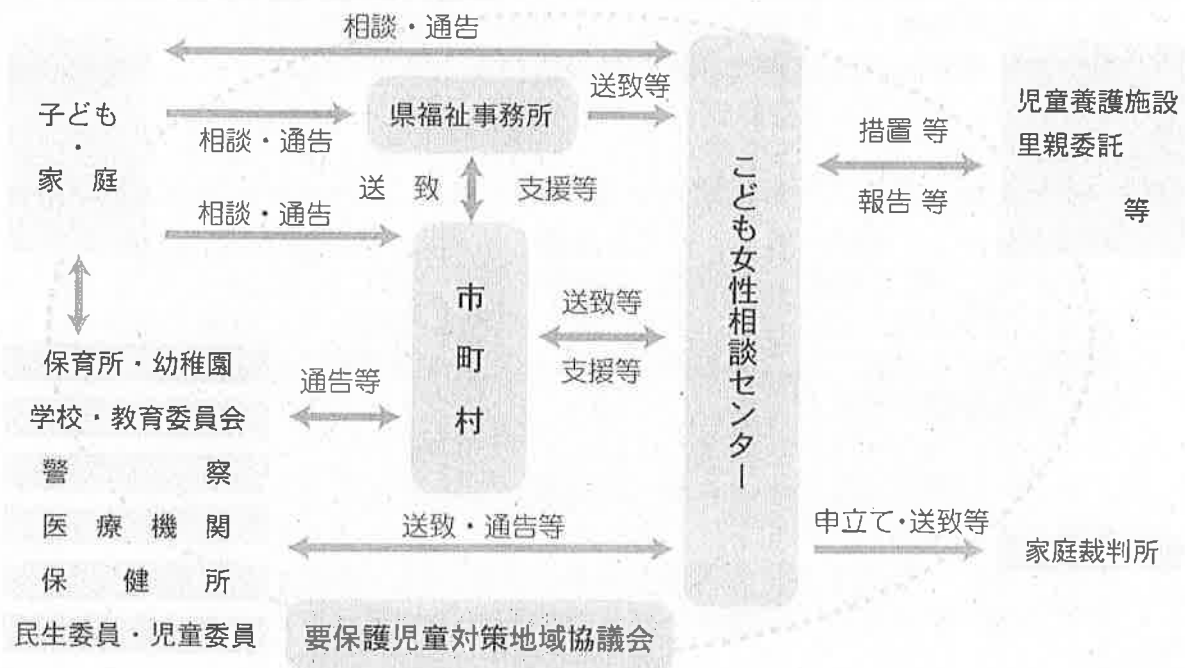 相談・通告
子ども
・
家 庭
相談・通告
県福祉事務所
送致等
送 致
支援等
相談・通告
市
町
村
送致等
支援等
こども女性相談センター
措置 等
報告 等
児童養護施設
里親委託
等
保育所・幼稚園
学校・教育委員会
警 察
医 療 機 関
保 健 所
民生委員・児童委員
通告等
送致・通告等
要保護児童対策地域協議会
申立て・送致等
家庭裁判所